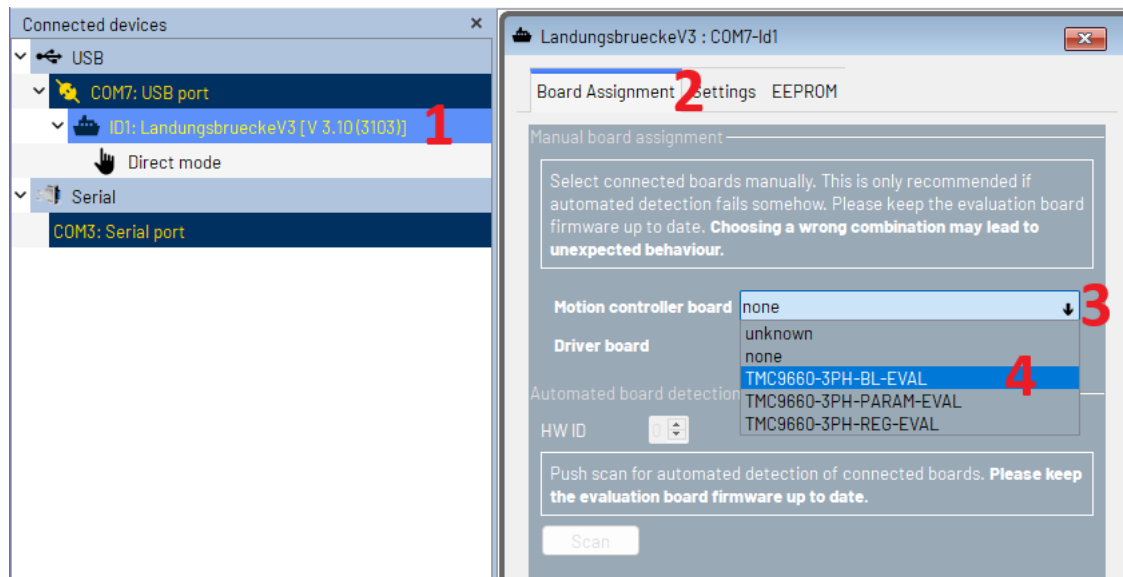 Connected devices
USB
COM7: USB port
ID1: LandungsbrueckeV3 [V 3.10 (3103)]
1
Direct mode
Serial
COM3: Serial port
LandungsbrueckeV3 : COM7-Id1
Board Assignment
2
Settings
EEPROM
Manual board assignment
Select connected boards manually. This is only recommended if
automated detection fails somehow. Please keep the evaluation board
firmware up to date. Choosing a wrong combination may lead to
unexpected behaviour.
Motion controller board
none
3
unknown
Driver board
none
TMC9660-3PH-BL-EVAL
4
TMC9660-3PH-PARAM-EVAL
TMC9660-3PH-REG-EVAL
Automated board detection
HW ID
0
Push scan for automated detection of connected boards. Please keep
the evaluation board firmware up to date.
Scan